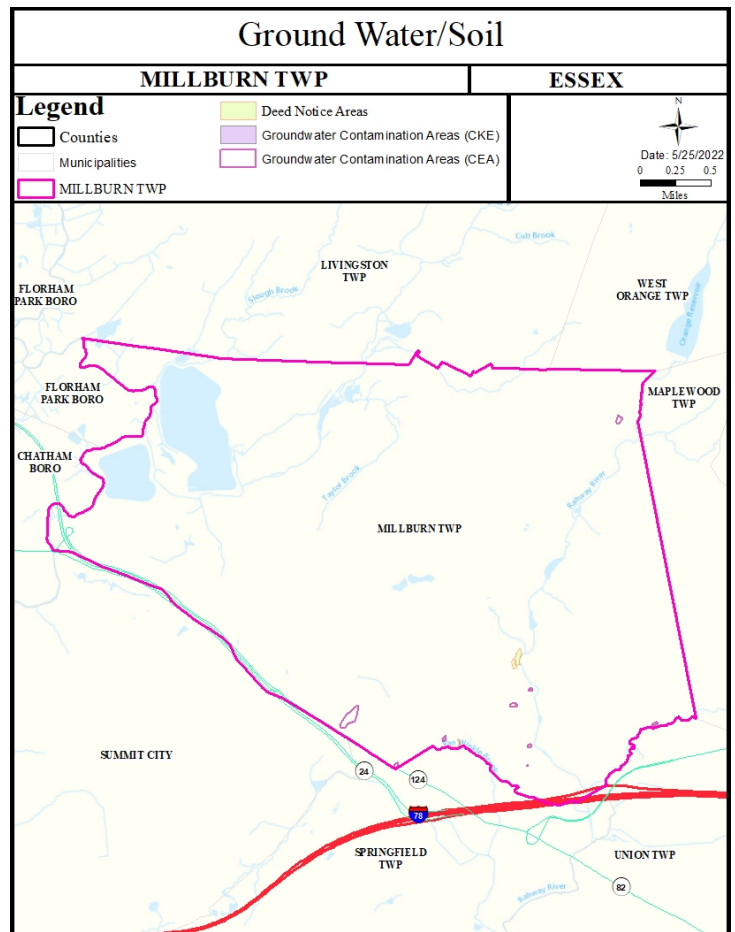 Ground Water/Soil
MILLBURN TWP
ESSEX
Legend
Counties
Municipalities
MILLBURN TWP
Deed Notice Areas
Groundwater Contamination Areas (CKE)
Groundwater Contamination Areas (CEA)
N
Date: 5/25/2022
0 0.25 0.5
Miles
Cub Brook
LIVINGSTON
TWP
Slough Brook
FLORHAM
PARK BORO
WEST
ORANGE TWP
Orange Reservoir
FLORHAM
PARK BORO
MAPLEWOOD
TWP
CHATHAM
BORO
Taylor Brook
Rahway River
MILLBURN TWP
SUMMIT CITY
24
124
78
SPRINGFIELD
TWP
UNION TWP
82
Rahway River